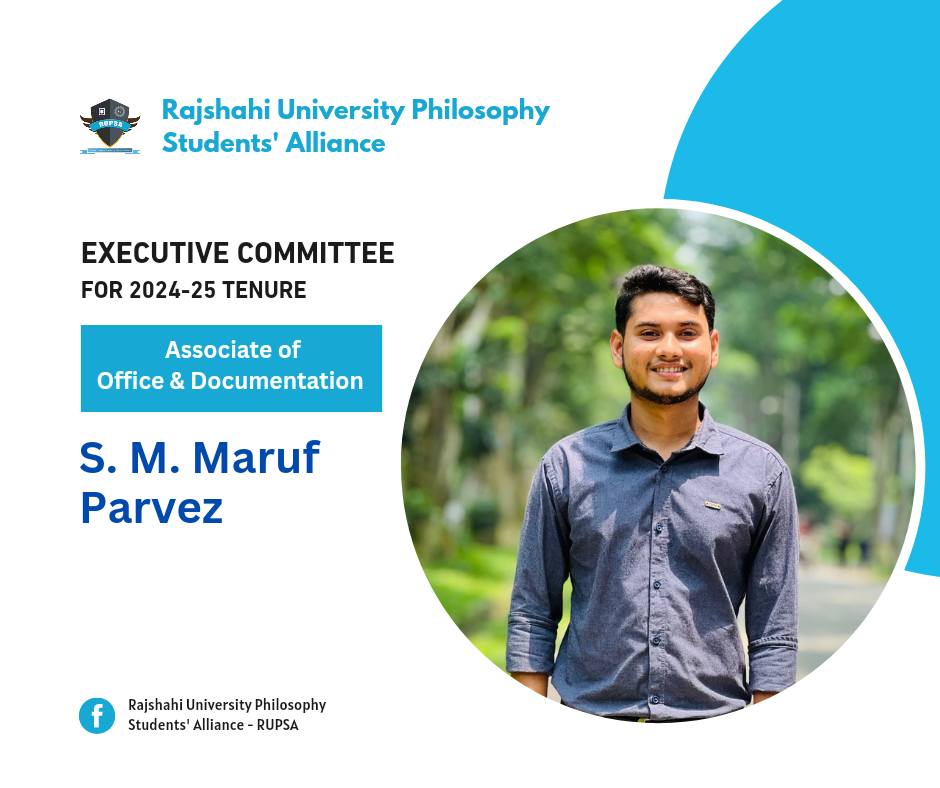 RUPSA
Rajshahi University Philosophy
Students' Alliance
EXECUTIVE COMMITTEE
FOR 2024-25 TENURE
Associate of
Office & Documentation
S. M. Maruf
Parvez
Rajshahi University Philosophy
Students' Alliance - RUPSA